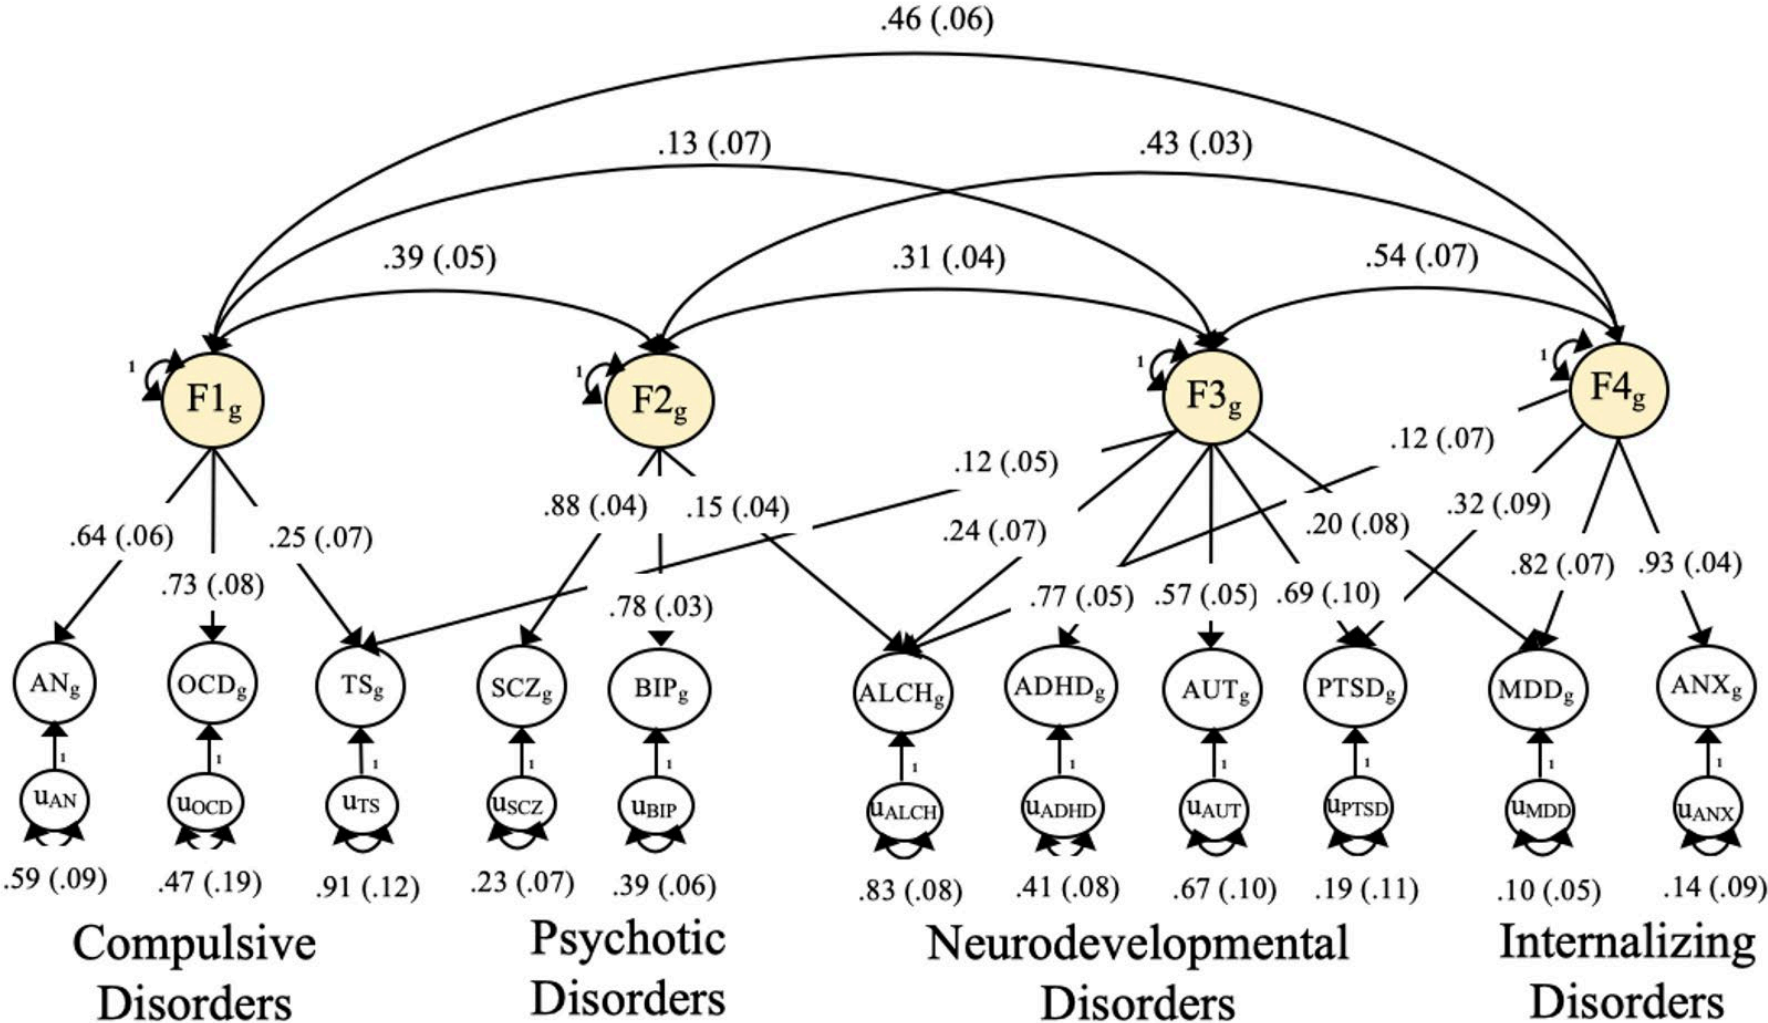 .46 (.06)
.13 (.07) .43 (.03)
.39 (.05) .31 (.04) .54 (.07)
1 F1g 1 F2g 1 F3g 1 F4g
.12 (.05) .12 (.07)
.88 (.04) .15 (.04) .32 (.09)
.64 (.06) .25 (.07) .24 (.07) .20 (.08)
.73 (.08) .78 (.03) .77 (.05) .57 (.05) .69 (.10) .82 (.07) .93 (.04)
ANg OCDg TSg SCZg BIPg ALCHg ADHDg AUTg PTSDg MDDg ANXg
1 1 1 1 1 1 1 1 1 1 1
uAN uOCD uTS uSCZ uBIP uALCH uADHD uAUT uPTSD uMDD uANX
.59 (.09) .47 (.19) .91 (.12) .23 (.07) .39 (.06) .83 (.08) .41 (.08) .67 (.10) .19 (.11) .10 (.05) .14 (.09)
Compulsive
Disorders
Psychotic
Disorders
Neurodevelopmental
Disorders
Internalizing
Disorders